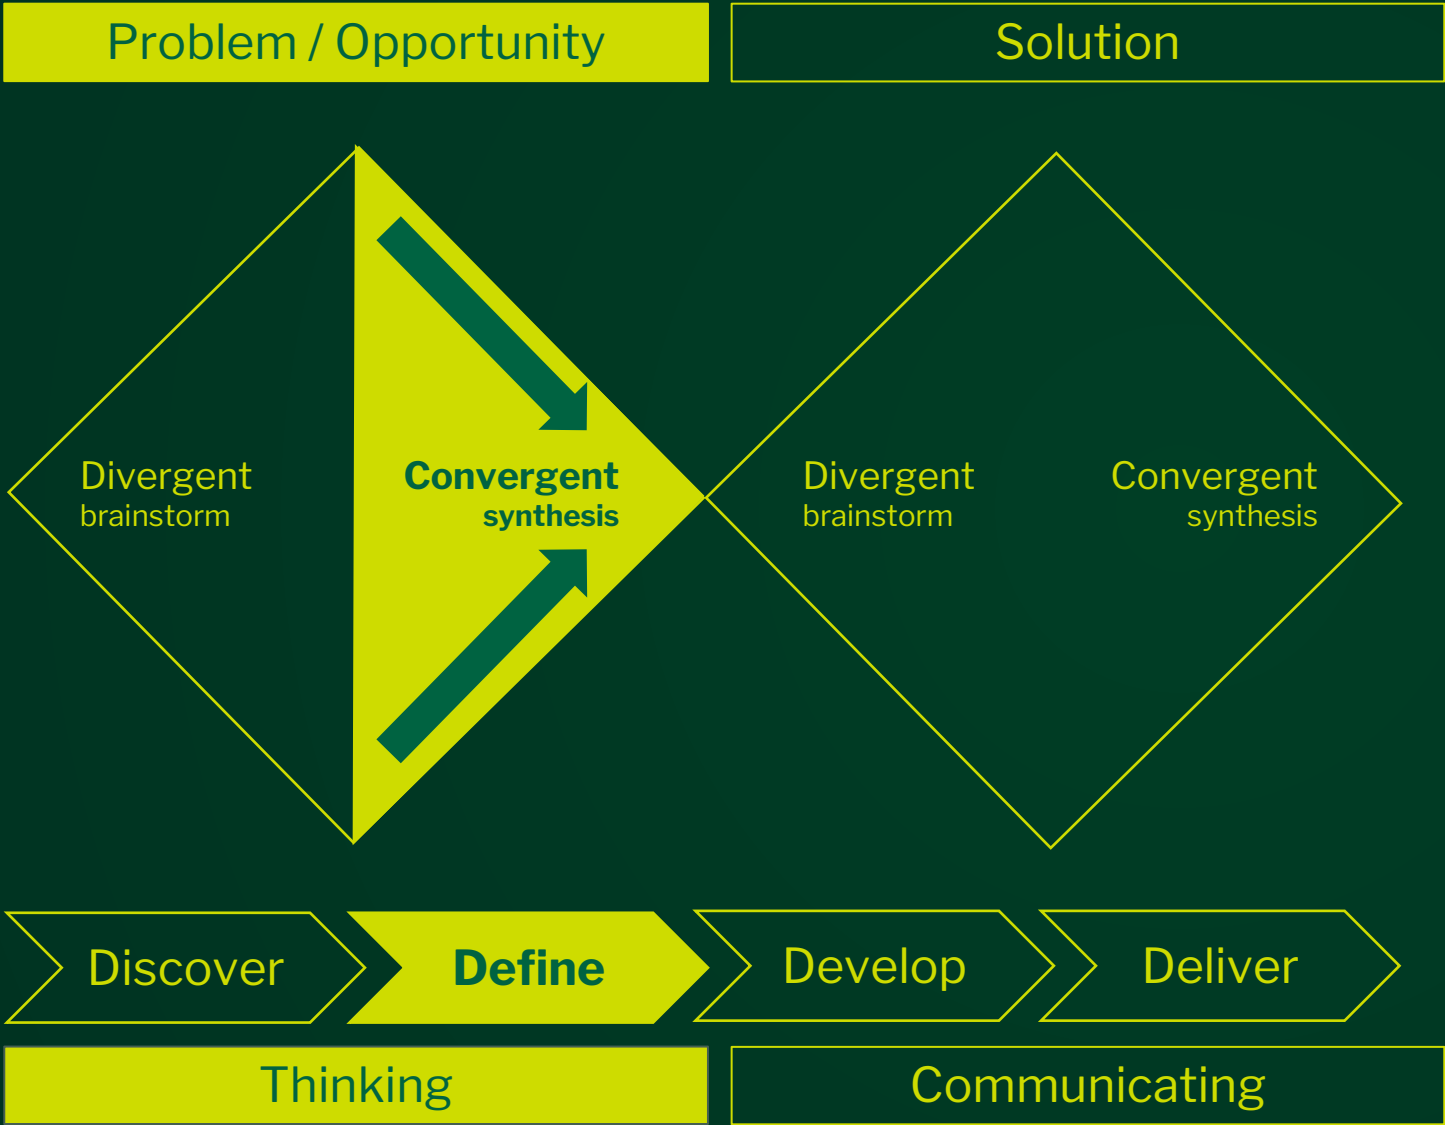 Problem / Opportunity
Solution
Divergent
brainstorm
Convergent
synthesis
Divergent
brainstorm
Convergent
synthesis
Discover
Define
Develop
Deliver
Thinking
Communicating